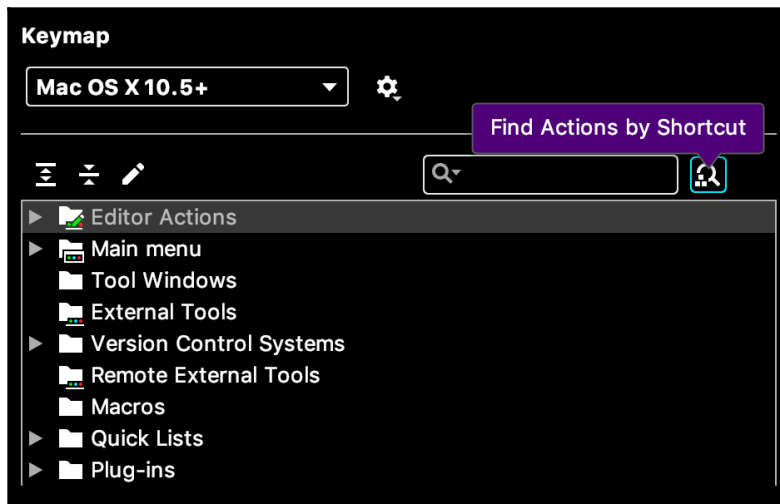 Keymap
Mac OS X 10.5+
Find Actions by Shortcut
Editor Actions
Main menu
Tool Windows
External Tools
Version Control Systems
Remote External Tools
Macros
Quick Lists
Plug-ins